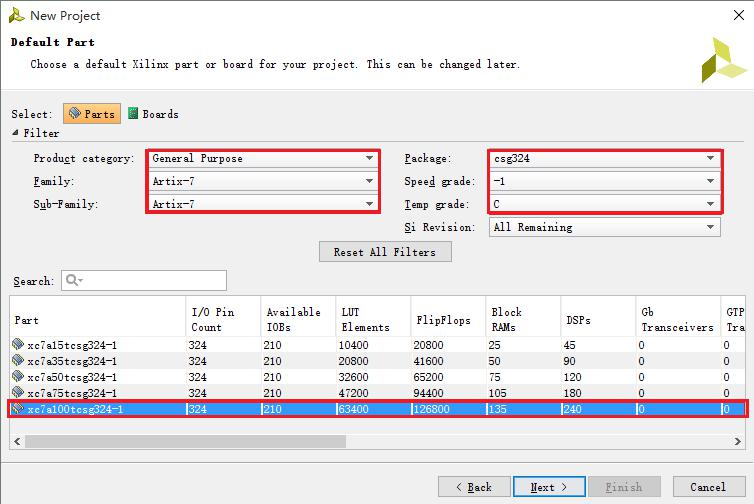 New Project
Default Part
Choose a default Xilinx part or board for your project. This can be changed later.
Select: Parts Boards
Filter
Product category: General Purpose Package: csg324
Family: Artix-7 Speed grade: -1
Sub-Family: Artix-7 Temp grade: C
Si Revision: All Remaining
Reset All Filters
Search:
Part I/O Pin Count Available IOBs LUT Elements FlipFlops Block RAMs DSPs Gb Transceivers GTP Tra
xc7a15tcsg324-1 324 210 10400 20800 25 45 0 0
xc7a35tcsg324-1 324 210 20800 41600 50 90 0 0
xc7a50tcsg324-1 324 210 32600 65200 75 120 0 0
xc7a75tcsg324-1 324 210 47200 94400 105 180 0 0
xc7a100tcsg324-1 324 210 63400 126800 135 240 0 0
< Back Next > Finish Cancel